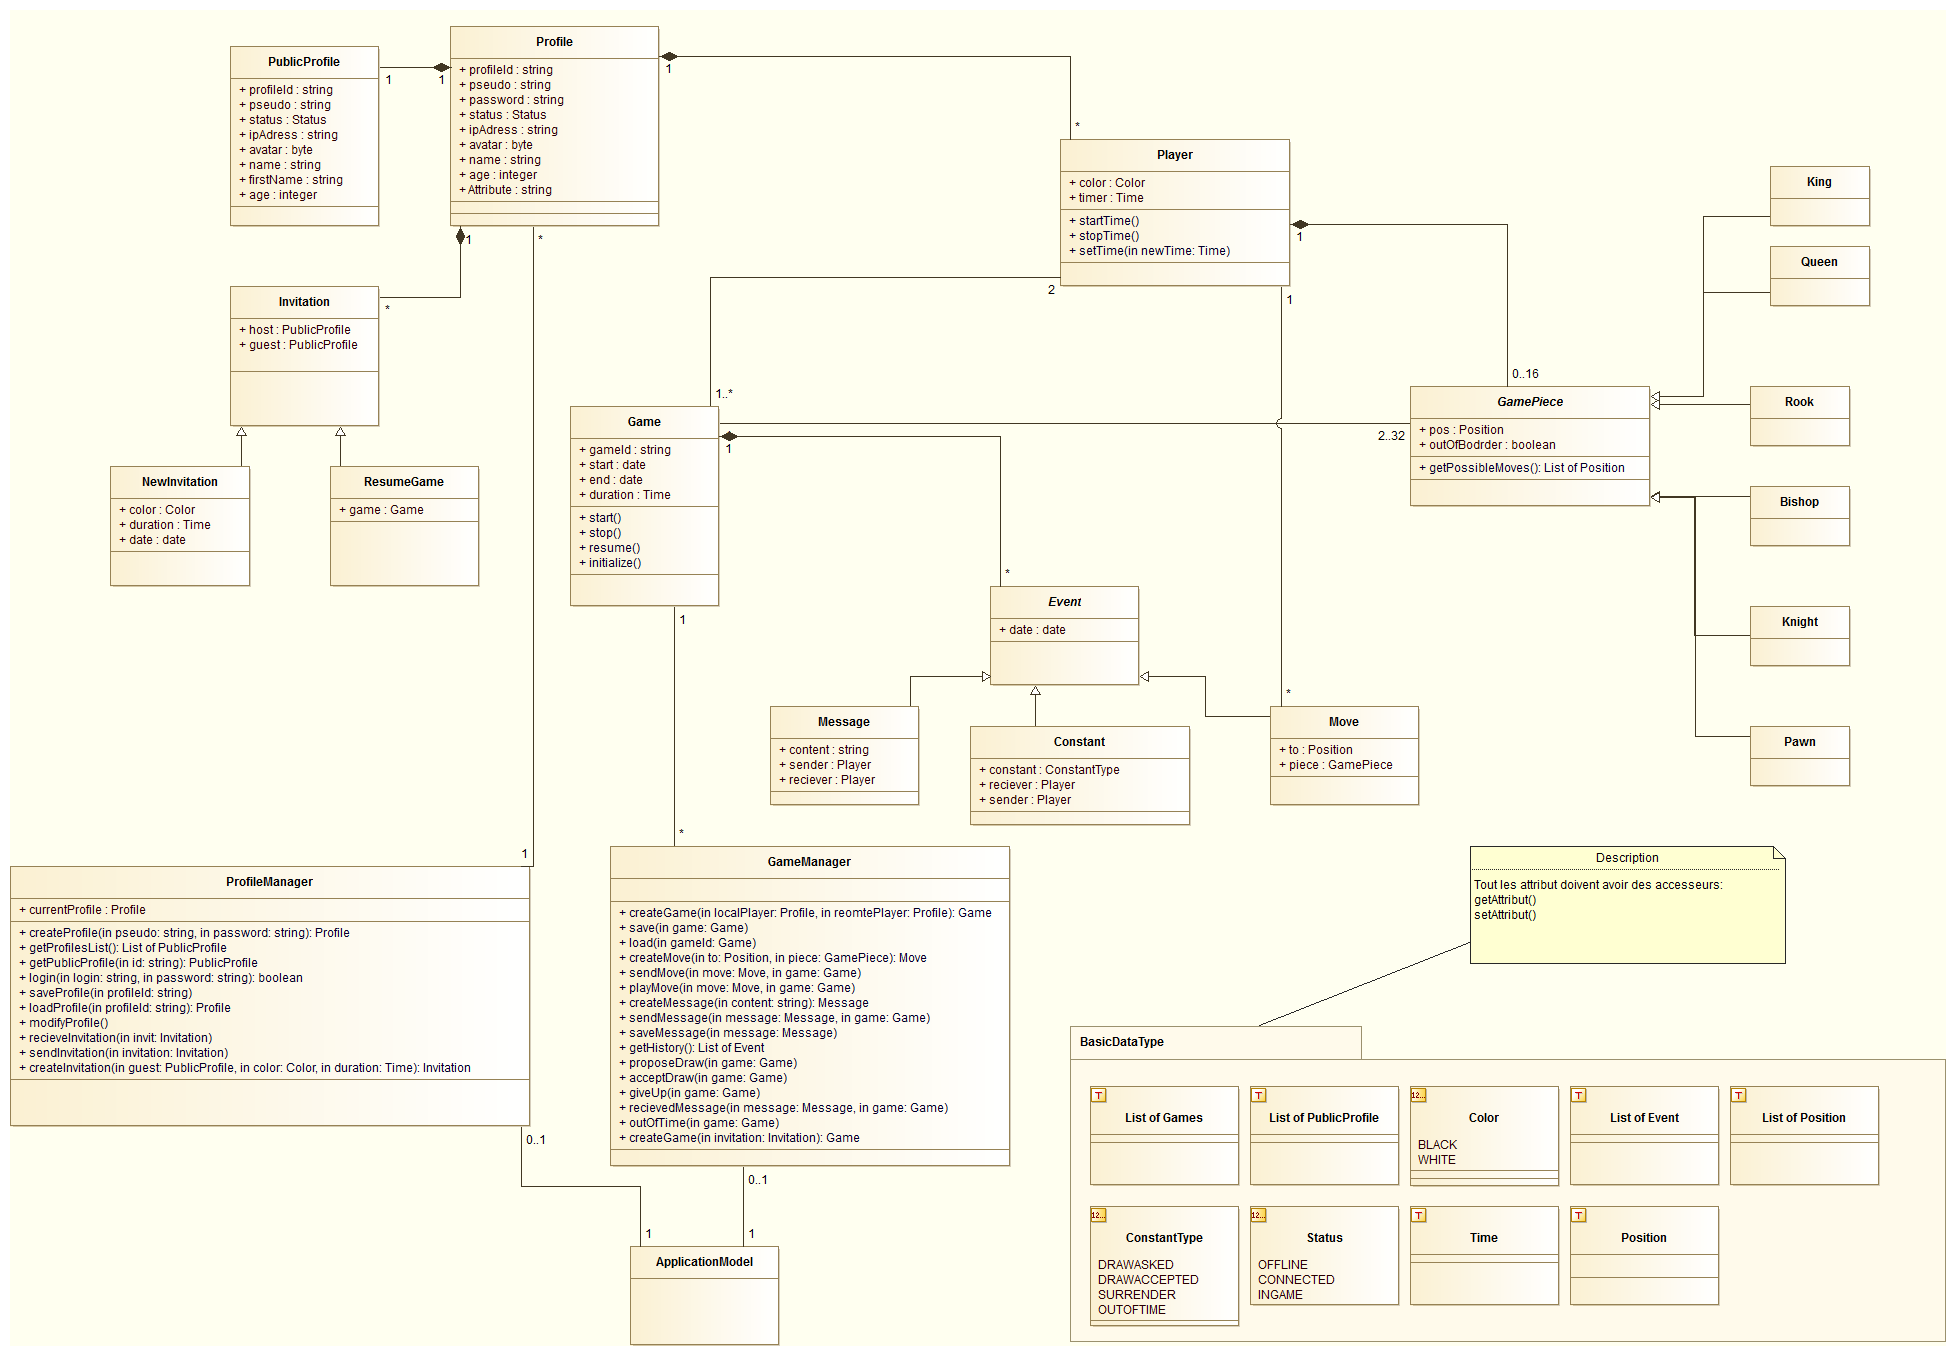 PublicProfile
+ profileId : string
+ pseudo : string
+ status : Status
+ ipAdress : string
+ avatar : byte
+ name : string
+ firstName : string
+ age : integer
1
1
Profile
+ profileId : string
+ pseudo : string
+ password : string
+ status : Status
+ ipAdress : string
+ avatar : byte
+ name : string
+ age : integer
+Attribute : string
1
*
1
*
*
Player
+ color : Color
+ timer : Time
+ startTime()
+ stopTime()
+ setTime(in newTime: Time)
1
2
1
0..16
King
Queen
Invitation
+ host : PublicProfile
+ guest : PublicProfile
NewInvitation
+ color : Color
+ duration : Time
+ date : date
ResumeGame
+ game : Game
1..*
Game
+ gameId : string
+ start : date
+ end : date
+ duration : Time
+ start()
+ stop()
+ resume()
+ initialize()
1
2..32
1
*
GamePiece
+ pos : Position
+ outOfBodrder : boolean
+ getPossibleMoves(): List of Position
Rook
Bishop
Knight
Pawn
Event
+ date : date
Message
+ content : string
+ sender : Player
+ reciever : Player
Constant
+ constant : ConstantType
+ reciever : Player
+ sender : Player
*
Move
+ to : Position
+ piece : GamePiece
1
ProfileManager
+ currentProfile : Profile
+ createProfile(in pseudo: string, in password: string): Profile
+ getProfilesList(): List of PublicProfile
+ getPublicProfile(in id: string): PublicProfile
+ login(in login: string, in password: string): boolean
+ saveProfile(in profileId: string)
+ loadProfile(in profileId: string): Profile
+ modifyProfile()
+ recieveInvitation(in invit: Invitation)
+ sendInvitation(in invitation: Invitation)
+ createInvitation(in guest: PublicProfile, in color: Color, in duration: Time): Invitation
0..1
*
GameManager
+ createGame(in localPlayer: Profile, in reomtePlayer: Profile): Game
+ save(in game: Game)
+ load(in gameId: Game)
+ createMove(in to: Position, in piece: GamePiece): Move
+ sendMove(in move: Move, in game: Game)
+ playMove(in move: Move, in game: Game)
+ createMessage(in content: string): Message
+ sendMessage(in message: Message, in game: Game)
+ saveMessage(in message: Message)
+ getHistory(): List of Event
+ proposeDraw(in game: Game)
+ acceptDraw(in game: Game)
+ giveUp(in game: Game)
+ recievedMessage(in message: Message, in game: Game)
+ outOfTime(in game: Game)
+ createGame(in invitation: Invitation): Game
0..1
1
1
ApplicationModel
Description
Tout les attribut doivent avoir des accesseurs:
getAttribut()
setAttribut()
BasicDataType
T
List of Games
T
List of PublicProfile
12...
Color
BLACK
WHITE
T
List of Event
T
List of Position
12...
ConstantType
DRAWASKED
DRAWACCEPTED
SURRENDER
OUTOFTIME
12...
Status
OFFLINE
CONNECTED
INGAME
T
Time
T
Position